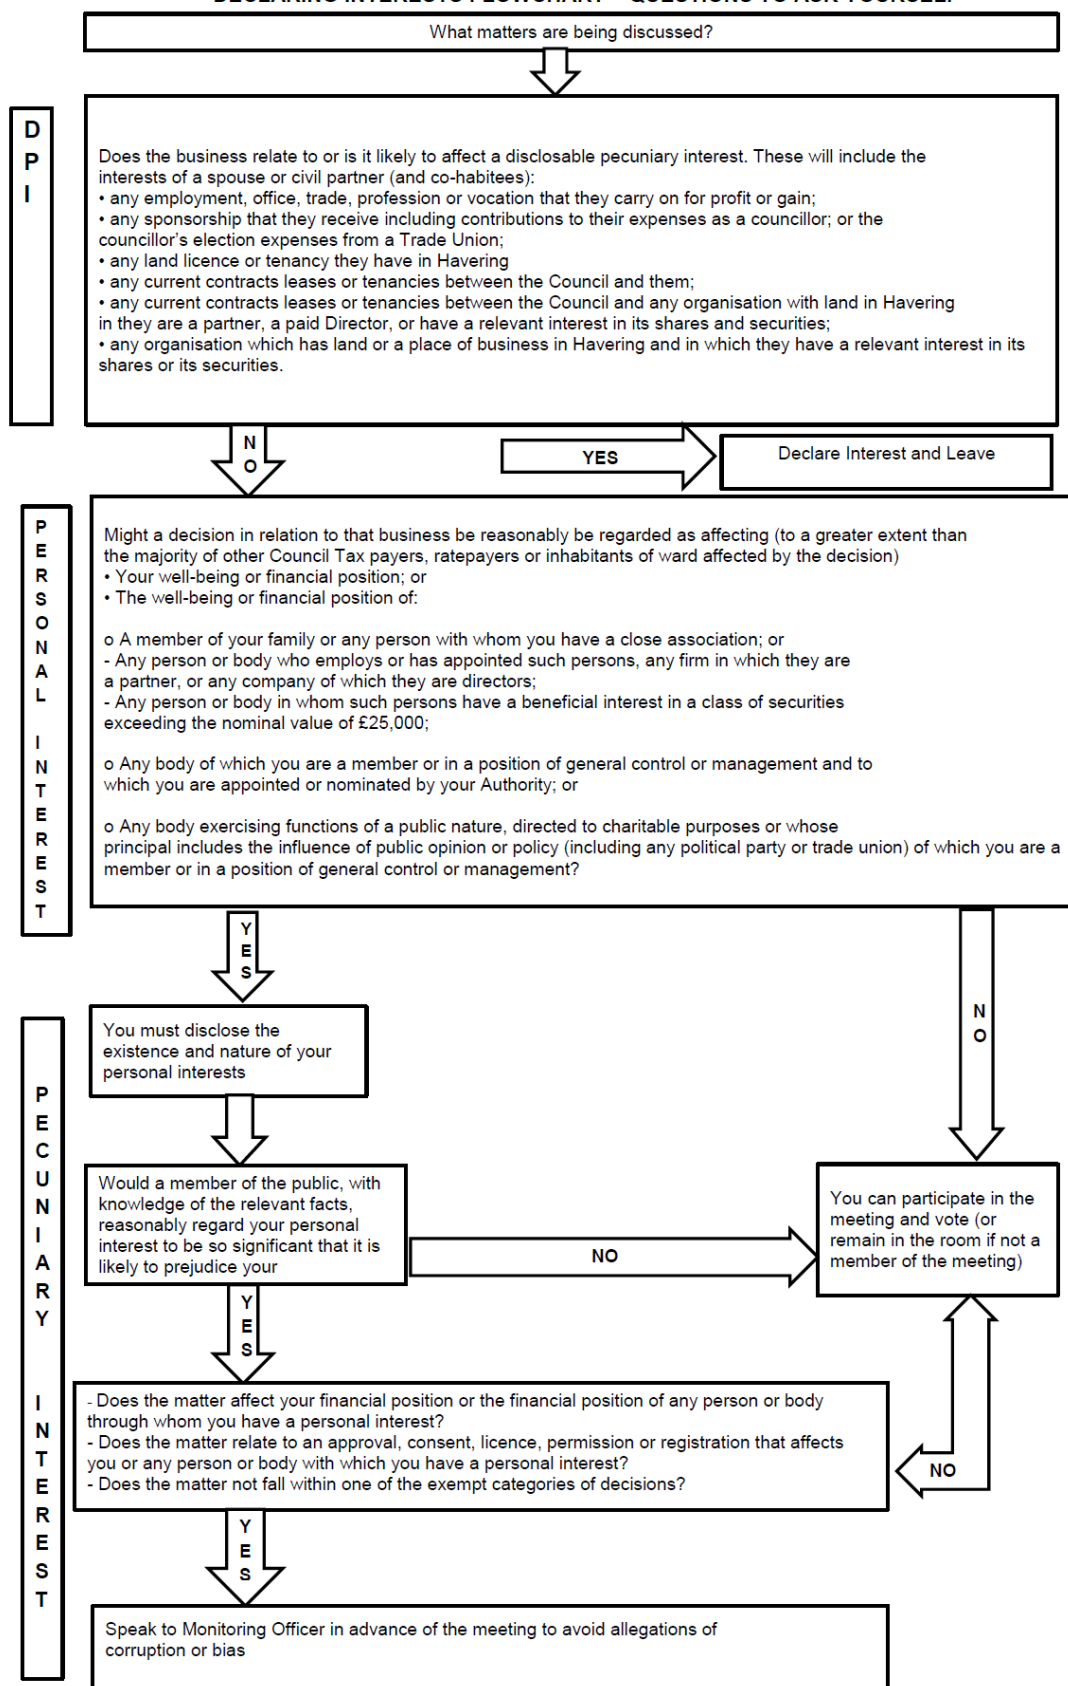 DECLARING INTERESTS FLOWCHART – QUESTIONS TO ASK YOURSELF
What matters are being discussed?
D
P
I
Does the business relate to or is it likely to affect a disclosable pecuniary interest. These will include the
interests of a spouse or civil partner (and co-habitees):
• any employment, office, trade, profession or vocation that they carry on for profit or gain;
• any sponsorship that they receive including contributions to their expenses as a councillor; or the
councillor's election expenses from a Trade Union;
• any land licence or tenancy they have in Havering
• any current contracts leases or tenancies between the Council and them;
• any current contracts leases or tenancies between the Council and any organisation with land in Havering
in they are a partner, a paid Director, or have a relevant interest in its shares and securities;
• any organisation which has land or a place of business in Havering and in which they have a relevant interest in its
shares or its securities.
N
O
YES
Declare Interest and Leave
P
E
R
S
O
N
A
L
I
N
T
E
R
E
S
T
Might a decision in relation to that business be reasonably be regarded as affecting (to a greater extent than
the majority of other Council Tax payers, ratepayers or inhabitants of ward affected by the decision)
• Your well-being or financial position; or
• The well-being or financial position of:
o A member of your family or any person with whom you have a close association; or
- Any person or body who employs or has appointed such persons, any firm in which they are
a partner, or any company of which they are directors;
- Any person or body in whom such persons have a beneficial interest in a class of securities
exceeding the nominal value of £25,000;
o Any body of which you are a member or in a position of general control or management and to
which you are appointed or nominated by your Authority; or
o Any body exercising functions of a public nature, directed to charitable purposes or whose
principal includes the influence of public opinion or policy (including any political party or trade union) of which you are a
member or in a position of general control or management?
Y
E
S
N
O
You must disclose the
existence and nature of your
personal interests
P
E
C
U
N
I
A
R
Y
I
N
T
E
R
E
S
T
Would a member of the public, with
knowledge of the relevant facts,
reasonably regard your personal
interest to be so significant that it is
likely to prejudice your
NO
You can participate in the
meeting and vote (or
remain in the room if not a
member of the meeting)
Y
E
S
- Does the matter affect your financial position or the financial position of any person or body
through whom you have a personal interest?
- Does the matter relate to an approval, consent, licence, permission or registration that affects
you or any person or body with which you have a personal interest?
- Does the matter not fall within one of the exempt categories of decisions?
NO
Y
E
S
Speak to Monitoring Officer in advance of the meeting to avoid allegations of
corruption or bias